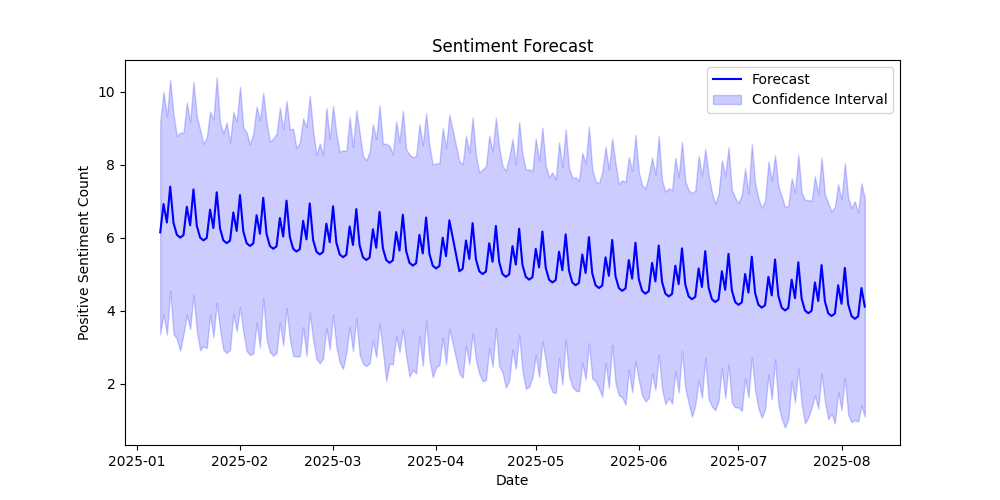 Sentiment Forecast
Forecast
Confidence Interval
Positive Sentiment Count
10
8
6
4
2
2025-01
2025-02
2025-03
2025-04
2025-05
2025-06
2025-07
2025-08
Date